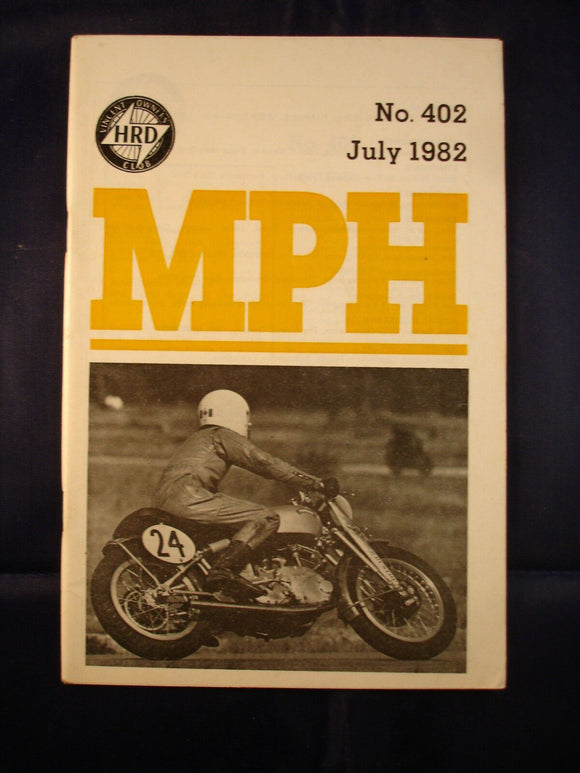 VINCENT OWNERS
HRD
CLUB
No. 402
July 1982
MPH
24